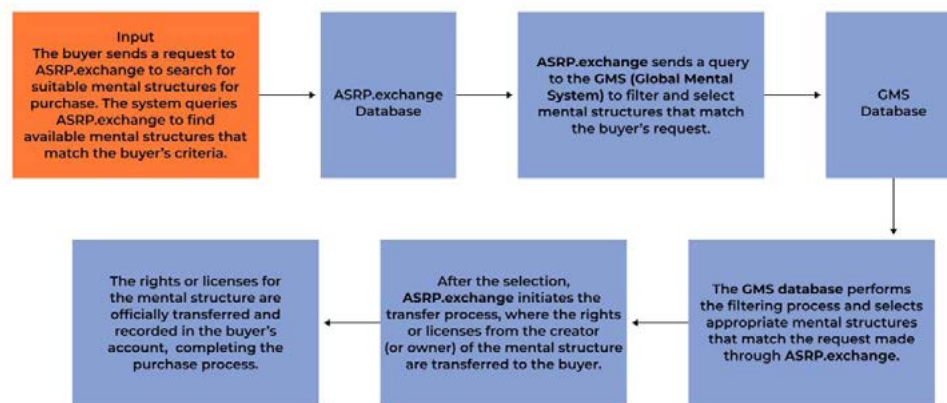 Input
The buyer sends a request to
ASRP.exchange to search for
suitable mental structures for
purchase. The system queries
ASRP.exchange to find
available mental structures that
match the buyer's criteria.
ASRP.exchange
Database
ASRP.exchange sends a query
to the GMS (Global Mental
System) to filter and select
mental structures that match
the buyer's request.
GMS
Database
The GMS database performs
the filtering process and selects
appropriate mental structures
that match the request made
through ASRP.exchange.
After the selection,
ASRP.exchange initiates the
transfer process, where the rights
or licenses from the creator
(or owner) of the mental structure
are transferred to the buyer.
The rights or licenses for
the mental structure are
officially transferred and
recorded in the buyer's
account, completing the
purchase process.